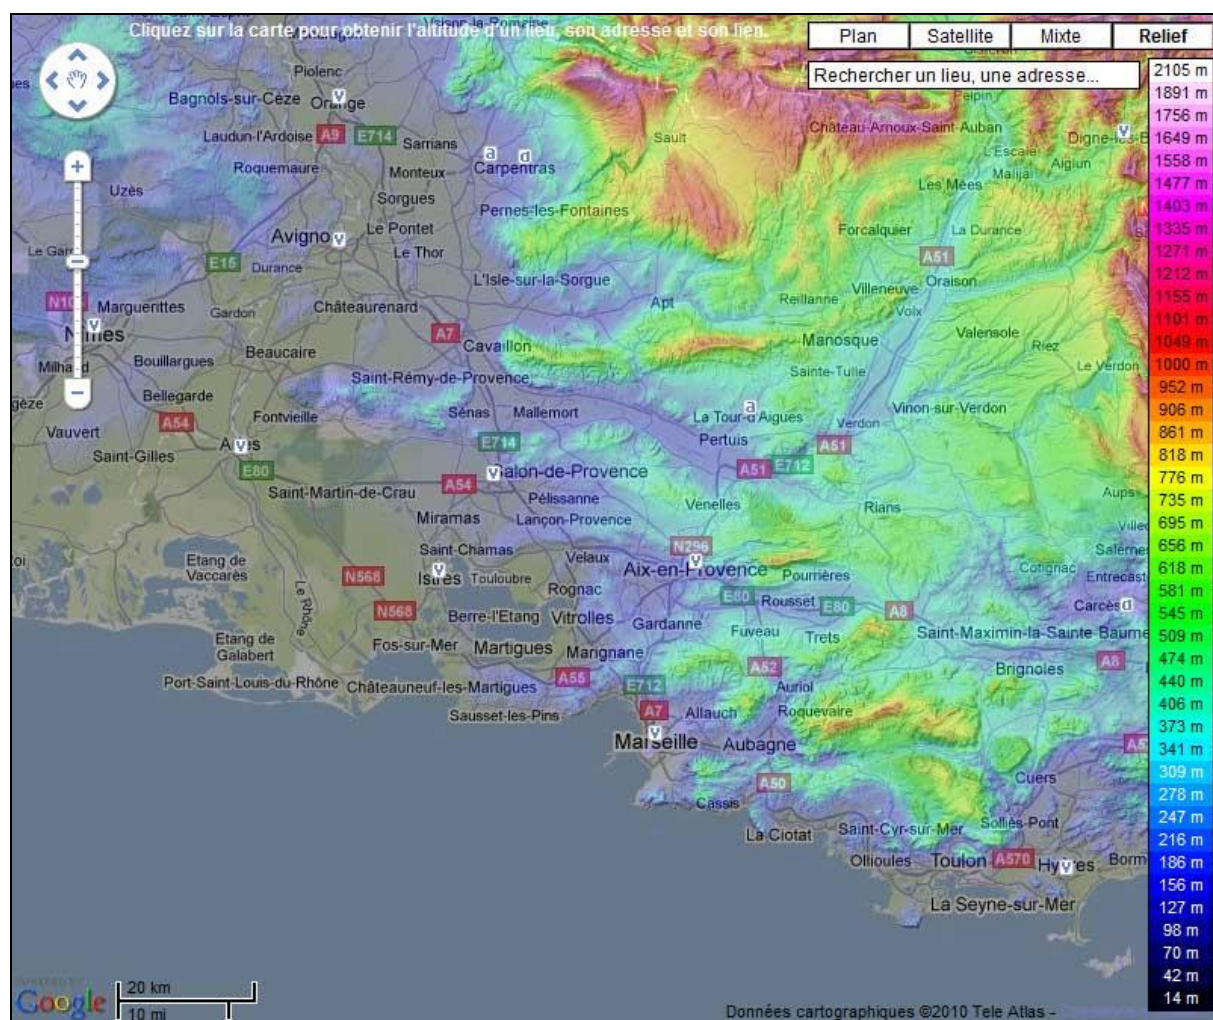 Cliquez sur la carte pour obtenir l'altitude d'un lieu, son adresse et son lien.
Plan Satellite Mixte Relief
Rechercher un lieu, une adresse...
Piolenc
Bagnols-sur-Cèze Orange
Laudun-l'Ardoise A9 E714 Sarrians
Sault
Château-Arnoux-Saint-Auban
Peipin
L'Escale
Malijai Aiglun
a d
Carpentras
Roquemaure Monteux
Uzès
Sorgues
Pernes-les-Fontaines
Les Mées
Avigno
Le Pontet
Le Thor
Forcalquier La Durance
A51
E15 Durance
L'Isle-sur-la-Sorgue
Villeneuve Oraison
Marguerittes Gardon Châteaurenard
Apt Reillanne
Volx
A7 Cavaillon
Manosque Valensole Riez
Bouillargues Beaucaire
Saint-Rémy-de-Provence
Sainte-Tulle
Le Verdon
Bellegarde
Fontvieille
Sénas Mallemort
La Tour-d'Aigues a
Vinon-sur-Verdon
Verdon
Vauvert A54
E714 Pertuis
A51
Saint-Gilles
E80
A51 E712
Salon-de-Provence
Saint-Martin-de-Crau A54
Pélissanne
Venelles Rians Aups
Miramas Lançon-Provence
Saint-Chamas Velaux
N296
Aix-en-Provence Pourrières
Cotignac
Etang de
Vaccarès
N568 Istres Touloubre
Rognac
Le Rhône
N568
Berre-l'Etang Vitrolles
Gardanne
E80 Rousset E80 A8
Carcès d
Fuveau Trets
Saint-Maximin-la-Sainte-Baume
Etang de
Galabert
Fos-sur-Mer Martigues Marignane
A52
Brignoles A8
Port-Saint-Louis-du-Rhône Châteauneuf-les-Martigues A55
E712
Auriol
Sausset-les-Pins
A7 Allauch Roquevaire
Marseille Aubagne
Cuers
A50
Cassis
La Ciotat Saint-Cyr-sur-Mer Solliès-Pont
Ollioules Toulon A570
La Seyne-sur-Mer
2105 m
1891 m
1756 m
1649 m
1558 m
1477 m
1403 m
1335 m
1271 m
1212 m
1155 m
1101 m
1049 m
1000 m
952 m
906 m
861 m
818 m
776 m
735 m
695 m
656 m
618 m
581 m
545 m
509 m
474 m
440 m
406 m
373 m
341 m
309 m
278 m
247 m
216 m
186 m
156 m
127 m
98 m
70 m
42 m
14 m
POWERED BY
Google
20 km
10 mi
Données cartographiques ©2010 Tele Atlas -